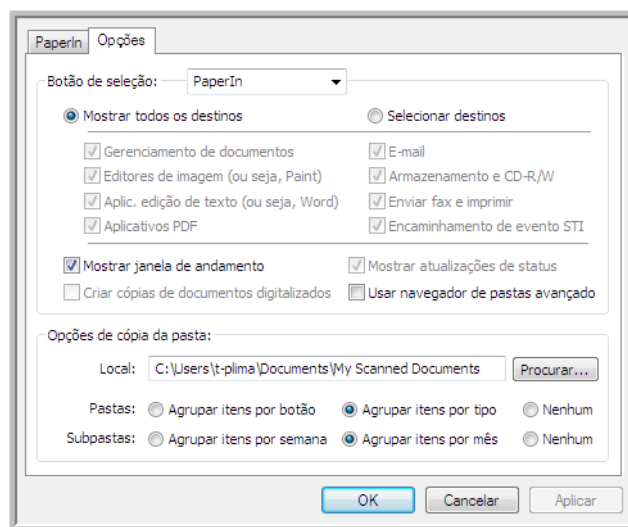 PaperIn Opções
Botão de seleção: PaperIn
Mostrar todos os destinos Selecionar destinos
Gerenciamento de documentos E-mail
Editores de imagem (ou seja, Paint) Armazenamento e CD-R/W
Aplic. edição de texto (ou seja, Word) Enviar fax e imprimir
Aplicativos PDF Encaminhamento de evento STI
Mostrar janela de andamento Mostrar atualizações de status
Criar cópias de documentos digitalizados Usar navegador de pastas avançado
Opções de cópia da pasta:
Local: C:\Users\t-plima\Documents\My Scanned Documents Procurar...
Pastas: Agrupar itens por botão Agrupar itens por tipo Nenhum
Subpastas: Agrupar itens por semana Agrupar itens por mês Nenhum
OK Cancelar Aplicar